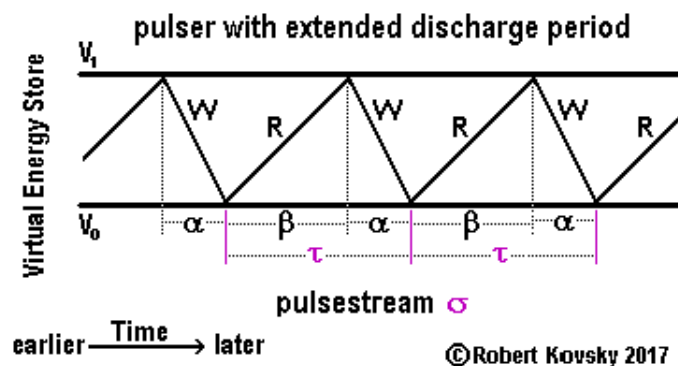 pulser with extended discharge period
V₁
Virtual Energy Store
W W W
R R R
V₀
α β α β α
τ τ
pulsestream σ
earlier Time later
©Robert Kovsky 2017